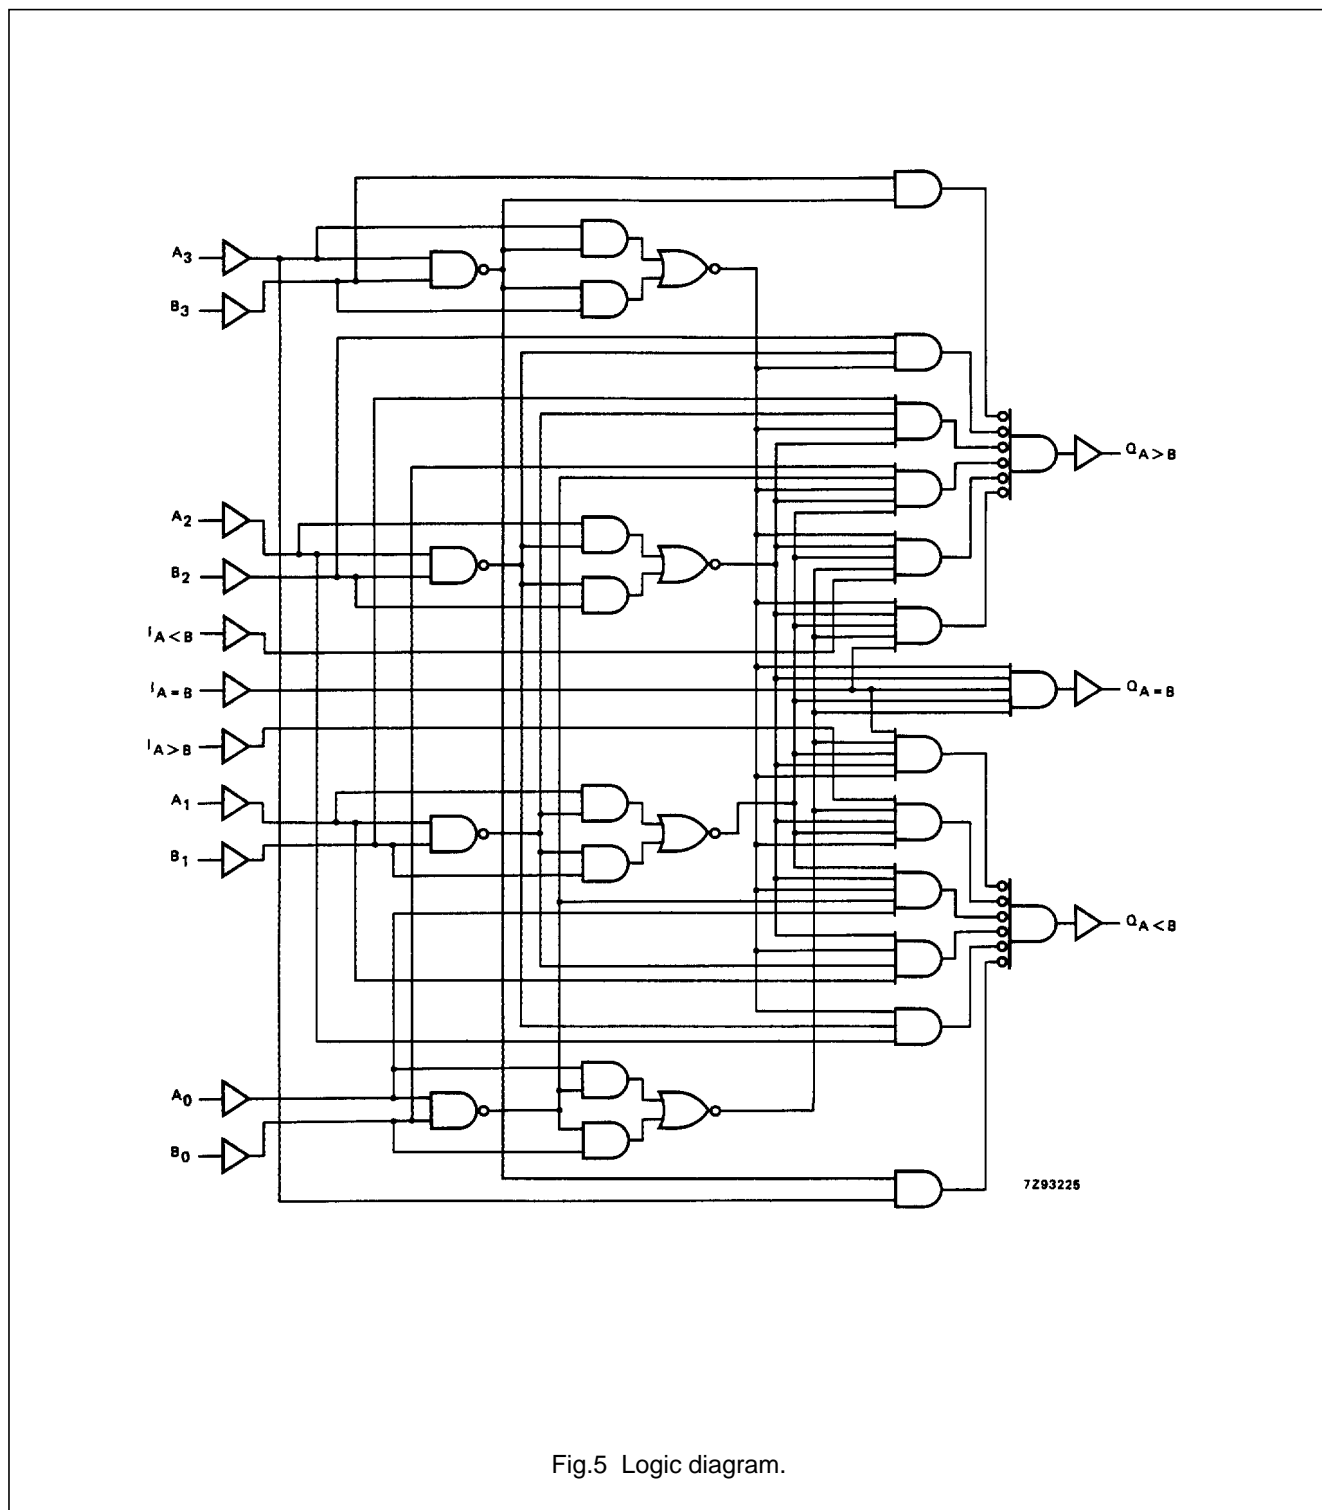 A3
B3
QA>B
A2
B2
IA<B
IA=B
QA=B
IA>B
A1
B1
QA<B
A0
B0
7Z93225
Fig.5 Logic diagram.